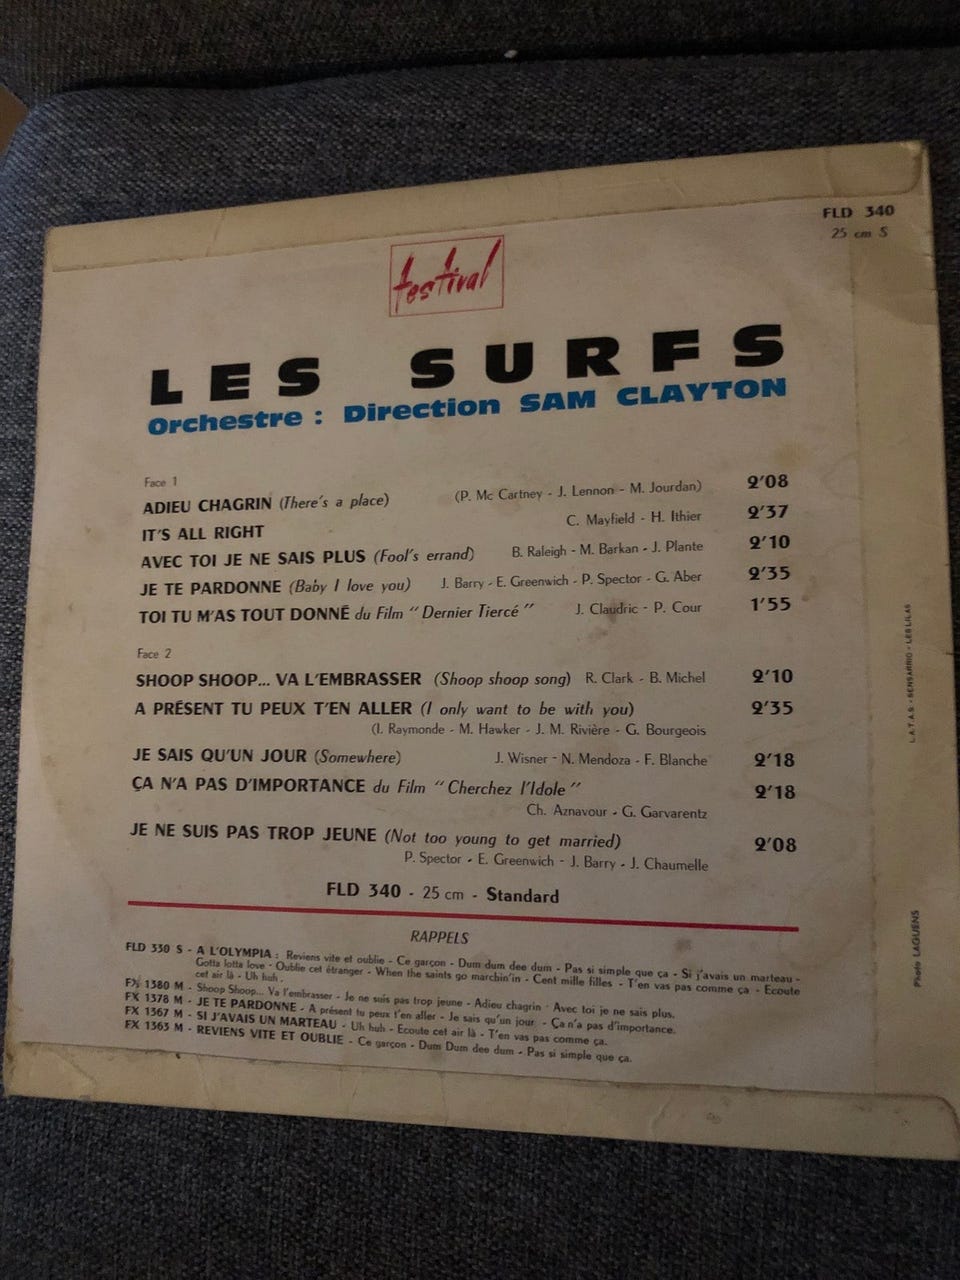 FLD 340
25 cm S
festival
LES SURFS
Orchestre : Direction SAM CLAYTON
Face 1
ADIEU CHAGRIN (There's a place) (P. Mc Cartney - J. Lennon - M. Jourdan) 2'08
IT'S ALL RIGHT C. Mayfield - H. Ithier 2'37
AVEC TOI JE NE SAIS PLUS (Fool's errand) B. Raleigh - M. Barkan - J. Plante 2'10
JE TE PARDONNE (Baby I love you) J. Barry - E. Greenwich - P. Spector - G. Aber 2'35
TOI TU M'AS TOUT DONNÉ du Film “ Dernier Tiercé ” J. Claudric - P. Cour 1'55
Face 2
SHOOP SHOOP... VA L'EMBRASSER (Shoop shoop song) R. Clark - B. Michel 2'10
A PRÉSENT TU PEUX T'EN ALLER (I only want to be with you) 2'35
(I. Raymonde - M. Hawker - J. M. Rivière - G. Bourgeois
JE SAIS QU'UN JOUR (Somewhere) J. Wisner - N. Mendoza - F. Blanche 2'18
ÇA N'A PAS D'IMPORTANCE du Film “ Cherchez l'Idole ” 2'18
Ch. Aznavour - G. Garvarentz
JE NE SUIS PAS TROP JEUNE (Not too young to get married) 2'08
P. Spector - E. Greenwich - J. Barry - J. Chaumelle
FLD 340 - 25 cm - Standard
RAPPELS
FLD 330 S - A L'OLYMPIA : Reviens vite et oublie - Ce garçon - Dum dum dee dum - Pas si simple que ça - Si j'avais un marteau -
Gotta lotta love - Oublie cet étranger - When the saints go marchin'in - Cent mille filles - T'en vas pas comme ça - Ecoute
cet air là - Uh huh
FX 1380 M - Shoop Shoop... Va l'embrasser - Je ne suis pas trop jeune - Adieu chagrin - Avec toi je ne sais plus.
FX 1378 M - JE TE PARDONNE - A présent tu peux t'en aller - Je sais qu'un jour - Ça n'a pas d'importance.
FX 1367 M - SI J'AVAIS UN MARTEAU - Uh huh - Ecoute cet air là - T'en vas pas comme ça.
FX 1363 M - REVIENS VITE ET OUBLIE - Ce garçon - Dum Dum dee dum - Pas si simple que ça.
L.A.T.A.S. - SENSARRIC - LES LILAS
Photo LAGUENS